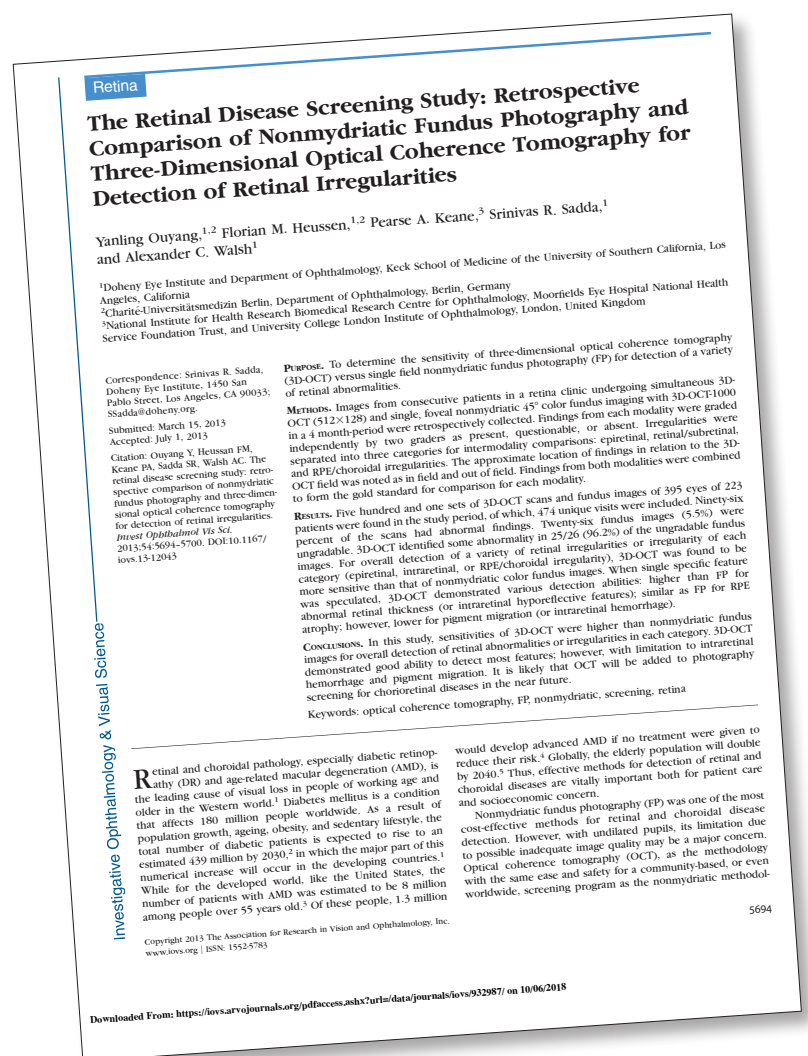 Retina
The Retinal Disease Screening Study: Retrospective
Comparison of Nonmydriatic Fundus Photography and
Three-Dimensional Optical Coherence Tomography for
Detection of Retinal Irregularities
Yanling Ouyang,1,2 Florian M. Heussen,1,2 Pearse A. Keane,3 Srinivas R. Sadda,1
and Alexander C. Walsh1
1Doheny Eye Institute and Department of Ophthalmology, Keck School of Medicine of the University of Southern California, Los
Angeles, California
2Charité-Universitätsmedizin Berlin, Department of Ophthalmology, Berlin, Germany
3National Institute for Health Research Biomedical Research Centre for Ophthalmology, Moorfields Eye Hospital National Health
Service Foundation Trust, and University College London Institute of Ophthalmology, London, United Kingdom
Correspondence: Srinivas R. Sadda,
Doheny Eye Institute, 1450 San
Pablo Street, Los Angeles, CA 90033;
SSadda@doheny.org.
Submitted: March 15, 2013
Accepted: July 1, 2013
Citation: Ouyang Y, Heussan FM,
Keane PA, Sadda SR, Walsh AC. The
retinal disease screening study: retro-
spective comparison of nonmydriatic
fundus photography and three-dimen-
sional optical coherence tomography
for detection of retinal irregularities.
Invest Ophthalmol Vis Sci.
2013;54:5694–5700. DOI:10.1167/
iovs.13-12043
PURPOSE. To determine the sensitivity of three-dimensional optical coherence tomography
(3D-OCT) versus single field nonmydriatic fundus photography (FP) for detection of a variety
of retinal abnormalities.
METHODS. Images from consecutive patients in a retina clinic undergoing simultaneous 3D-
OCT (512×128) and single, foveal nonmydriatic 45° color fundus imaging with 3D-OCT-1000
in a 4 month-period were retrospectively collected. Findings from each modality were graded
independently by two graders as present, questionable, or absent. Irregularities were
separated into three categories for intermodality comparisons: epiretinal, retinal/subretinal,
and RPE/choroidal irregularities. The approximate location of findings in relation to the 3D-
OCT field was noted as in field and out of field. Findings from both modalities were combined
to form the gold standard for comparison for each modality.
RESULTS. Five hundred and one sets of 3D-OCT scans and fundus images of 395 eyes of 223
patients were found in the study period, of which, 474 unique visits were included. Ninety-six
percent of the scans had abnormal findings. Twenty-six fundus images (5.5%) were
ungradable. 3D-OCT identified some abnormality in 25/26 (96.2%) of the ungradable fundus
images. For overall detection of a variety of retinal irregularities or irregularity of each
category (epiretinal, intraretinal, or RPE/choroidal irregularity), 3D-OCT was found to be
more sensitive than that of nonmydriatic color fundus images. When single specific feature
was speculated, 3D-OCT demonstrated various detection abilities: higher than FP for
abnormal retinal thickness (or intraretinal hyporeflective features); similar as FP for RPE
atrophy; however, lower for pigment migration (or intraretinal hemorrhage).
CONCLUSIONS. In this study, sensitivities of 3D-OCT were higher than nonmydriatic fundus
images for overall detection of retinal abnormalities or irregularities in each category. 3D-OCT
demonstrated good ability to detect most features; however, with limitation to intraretinal
hemorrhage and pigment migration. It is likely that OCT will be added to photography
screening for chorioretinal diseases in the near future.
Keywords: optical coherence tomography, FP, nonmydriatic, screening, retina
Investigative Ophthalmology & Visual Science
Retinal and choroidal pathology, especially diabetic retinop-
athy (DR) and age-related macular degeneration (AMD), is
the leading cause of visual loss in people of working age and
older in the Western world.1 Diabetes mellitus is a condition
that affects 180 million people worldwide. As a result of
population growth, ageing, obesity, and sedentary lifestyle, the
total number of diabetic patients is expected to rise to an
estimated 439 million by 2030,2 in which the major part of this
numerical increase will occur in the developing countries.1
While for the developed world, like the United States, the
number of patients with AMD was estimated to be 8 million
among people over 55 years old.3 Of these people, 1.3 million
would develop advanced AMD if no treatment were given to
reduce their risk.4 Globally, the elderly population will double
by 2040.5 Thus, effective methods for detection of retinal and
choroidal diseases are vitally important both for patient care
and socioeconomic concern.
Nonmydriatic fundus photography (FP) was one of the most
cost-effective methods for retinal and choroidal disease
detection. However, with undilated pupils, its limitation due
to possible inadequate image quality may be a major concern.
Optical coherence tomography (OCT), as the methodology
with the same ease and safety for a community-based, or even
worldwide, screening program as the nonmydriatic methodol-
Copyright 2013 The Association for Research in Vision and Ophthalmology, Inc.
www.iovs.org | ISSN: 1552-5783
5694
Downloaded From: https://iovs.arvojournals.org/pdfaccess.ashx?url=/data/journals/iovs/932987/ on 10/06/2018